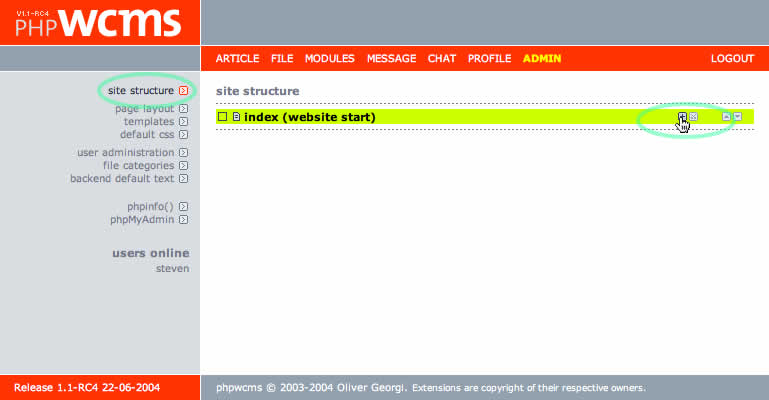 V1.1-RC4
PHPWCMS
ARTICLE FILE MODULES MESSAGE CHAT PROFILE ADMIN LOGOUT
site structure
page layout
templates
default css
user administration
file categories
backend default text
phpinfo()
phpMyAdmin
users online
steven
site structure
index (website start)
Release 1.1-RC4 22-06-2004
phpwcms © 2003-2004 Oliver Georgi. Extensions are copyright of their respective owners.